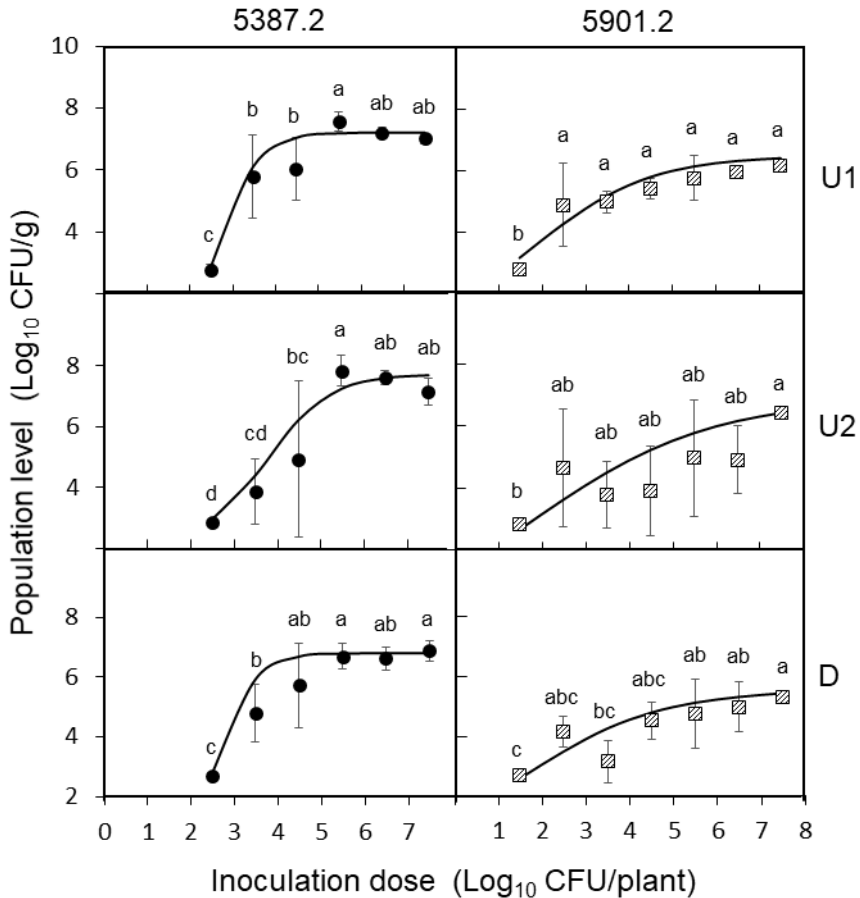 5387.2 5901.2
10
a
b b ab ab
8
a a a a a a
6
U1
c b
4
a
ab ab
bc
8
a
ab ab ab ab ab
cd
6
U2
d b
4
Population level (Log₁₀ CFU/g)
8
ab a ab a
b
6
a
ab ab
abc abc
bc
D
c c
4
2
0 1 2 3 4 5 6 7 1 2 3 4 5 6 7 8
Inoculation dose (Log₁₀ CFU/plant)